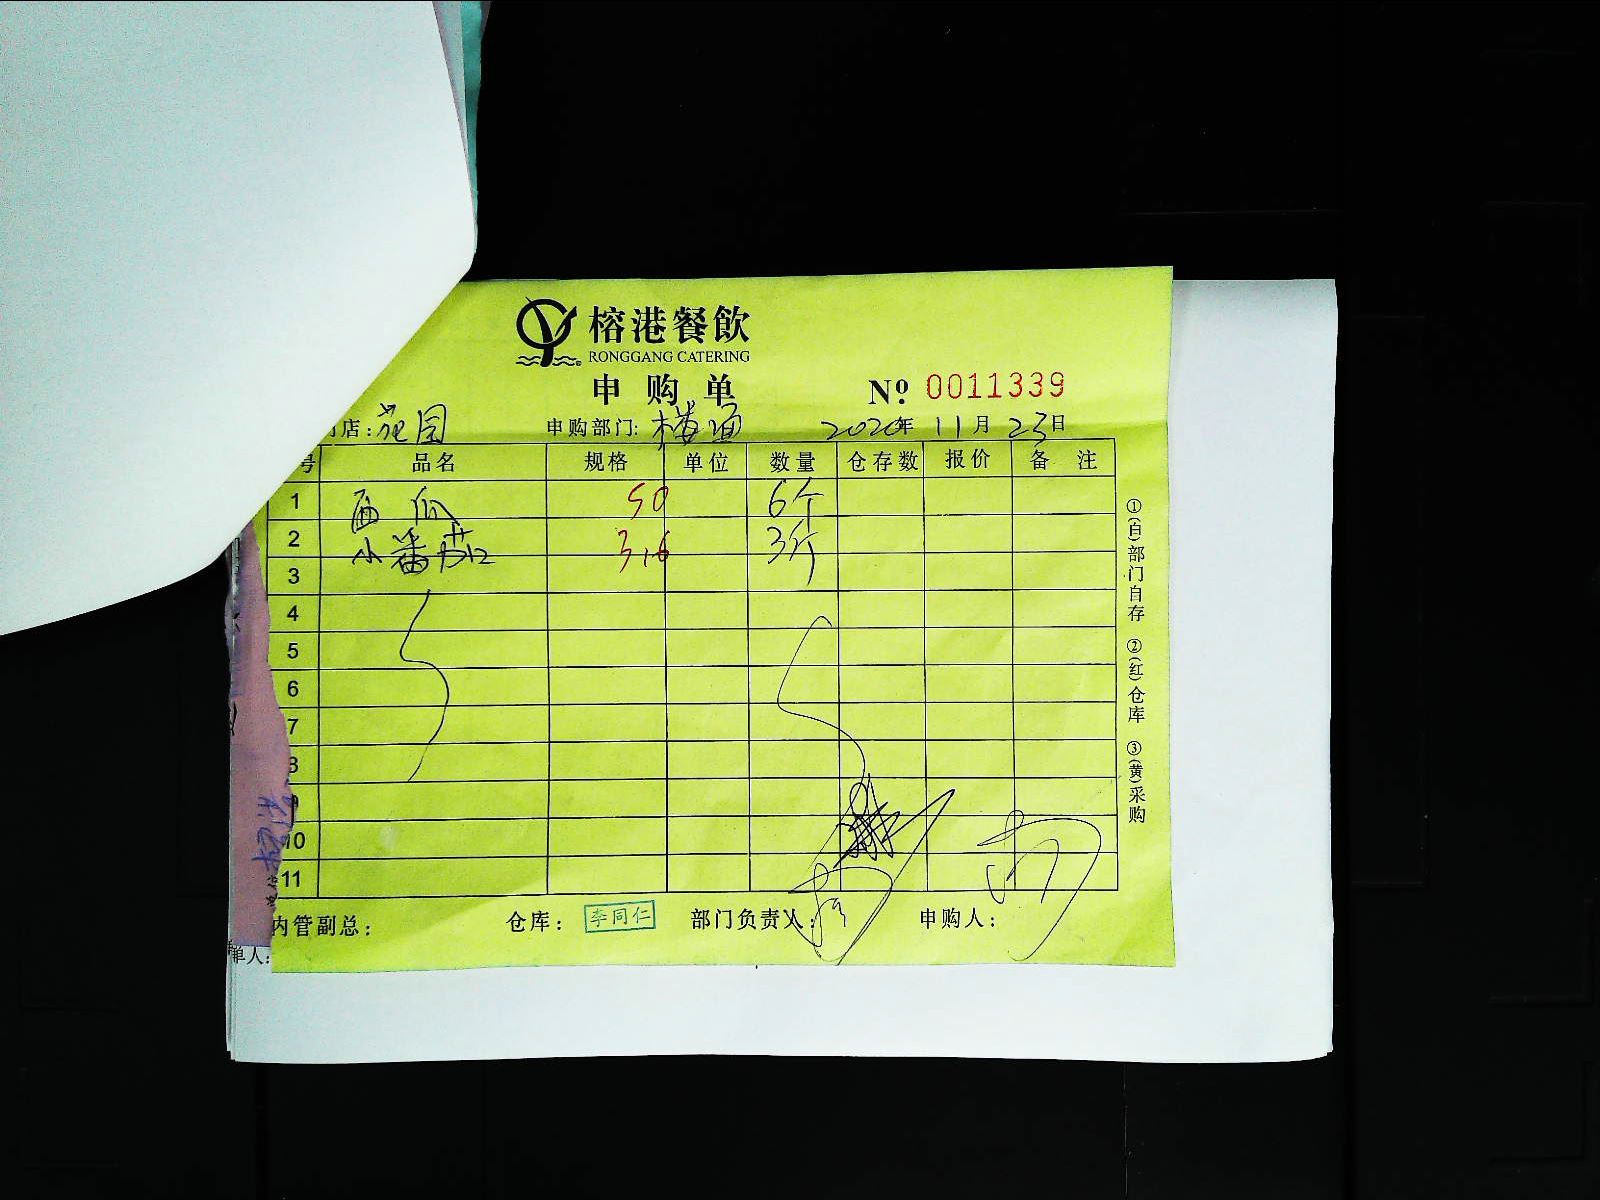 榕港餐飲
RONGGANG CATERING
申购单 Nº 0011339
店:花园 申购部门:楼面 2020年 11月 23日
号 品名 规格 单位 数量 仓存数 报价 备注
1 西瓜 50 6个
2 小番茄 3.6 3斤
3
4
5
6
7
8
9
10
11
内管副总: 仓库: 李同仁 部门负责人: 申购人:
单人:
①(白)部门自存 ②(红)仓库 ③(黄)采购